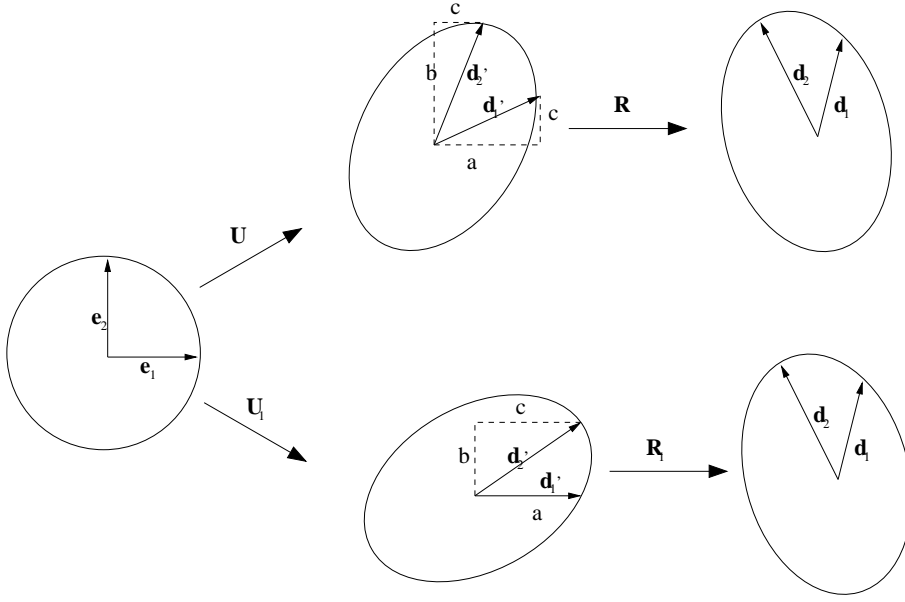 c
b
d₂'
d₁'
c
a
R
d₂
d₁
U
e₂
e₁
U₁
c
b
d₂'
d₁'
a
R₁
d₂
d₁